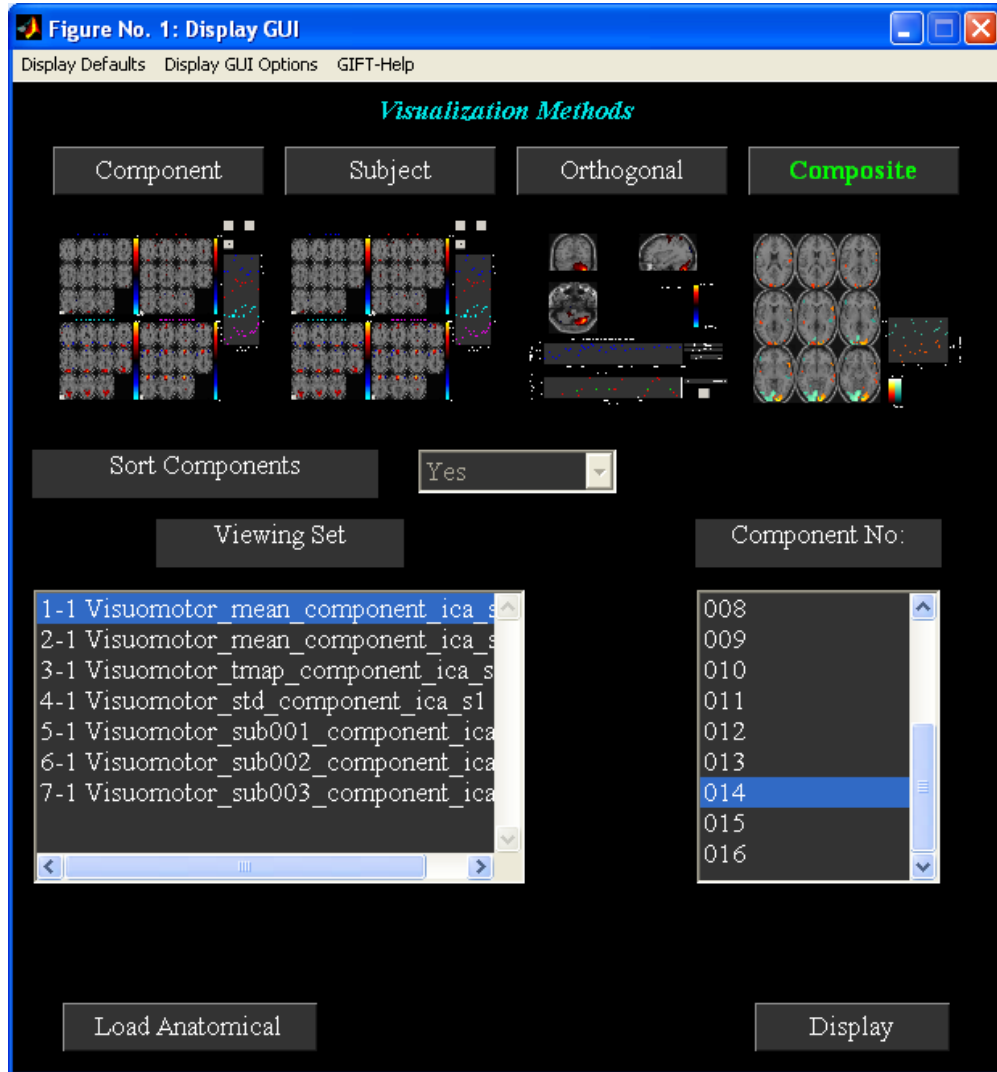 Figure No. 1: Display GUI
Display Defaults Display GUI Options GIFT-Help
Visualization Methods
Component Subject Orthogonal Composite
Sort Components Yes
Viewing Set Component No:
1-1 Visuomotor_mean_component_ica_s
2-1 Visuomotor_mean_component_ica_s
3-1 Visuomotor_tmap_component_ica_s
4-1 Visuomotor_std_component_ica_s1
5-1 Visuomotor_sub001_component_ica
6-1 Visuomotor_sub002_component_ica
7-1 Visuomotor_sub003_component_ica
008
009
010
011
012
013
014
015
016
Load Anatomical Display